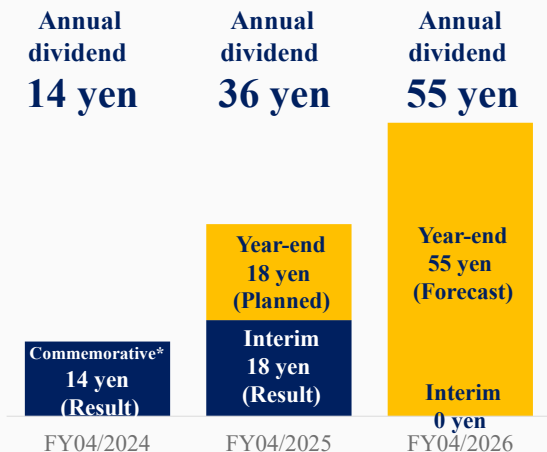 Annual
dividend
14 yen
Annual
dividend
36 yen
Annual
dividend
55 yen
Commemorative*
14 yen
(Result)
Year-end
18 yen
(Planned)
Interim
18 yen
(Result)
Year-end
55 yen
(Forecast)
Interim
0 yen
FY04/2024
FY04/2025
FY04/2026